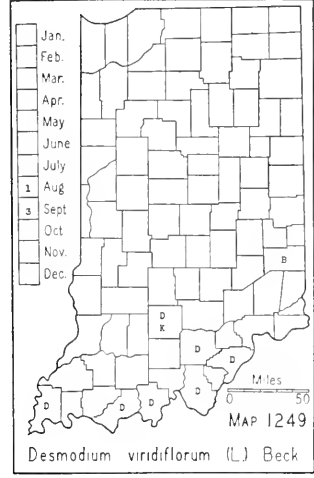 Jan.
Feb.
Mar.
Apr.
May
June
July
1 Aug
3 Sept
Oct
Nov.
Dec.
B
D
K
D
D
D
D
D
D
Miles
0 50
MAP 1249
Desmodium viridiflorum (L.) Beck